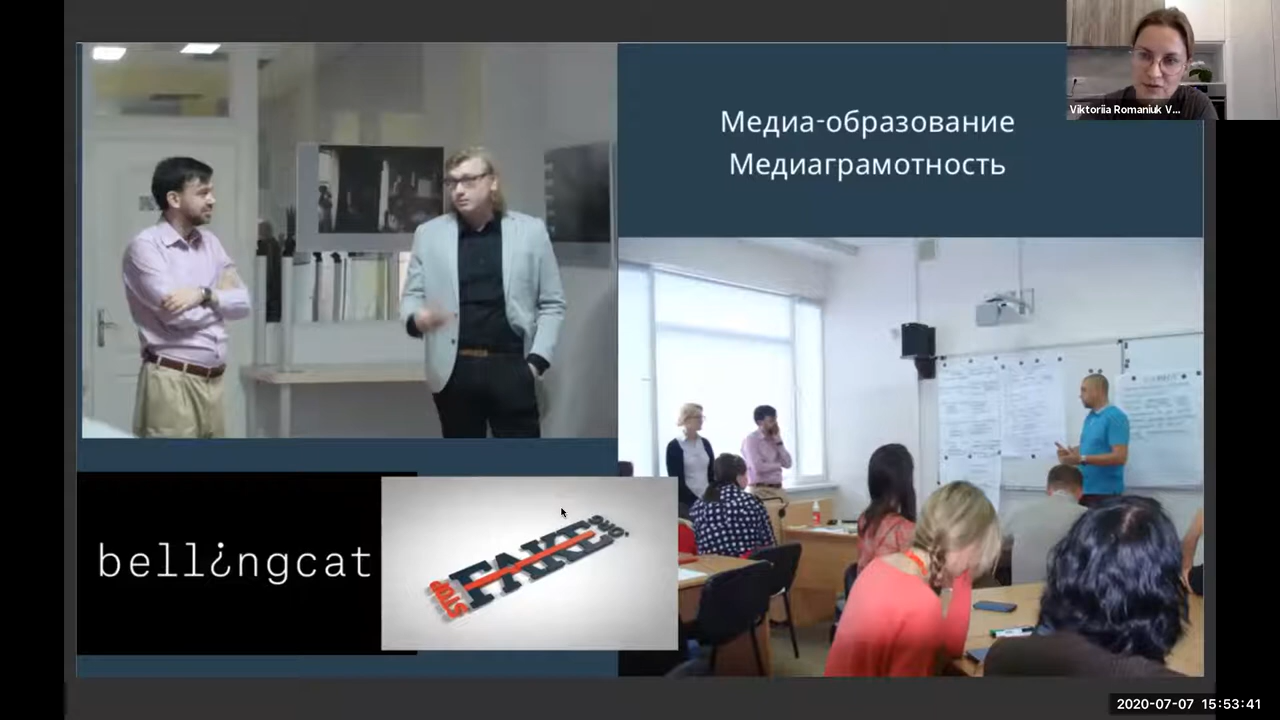 Viktoriia Romaniuk V...
Медиа-образование
Медиаграмотность
bell¿ngcat
STOP
FAKE
.org
2020-07-07 15:53:41